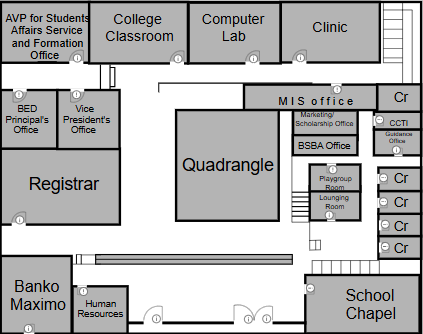 AVP for Students
Affairs Service
and Formation
Office
College
Classroom
Computer
Lab
Clinic
MIS office
Cr
BED
Principal's
Office
Vice
President's
Office
Marketing/
Scholarship Office
CCTI
Guidance
Office
BSBA Office
Quadrangle
Registrar
Playgroup
Room
Cr
Lounging
Room
Cr
Cr
Cr
Banko
Maximo
Human
Resources
School
Chapel